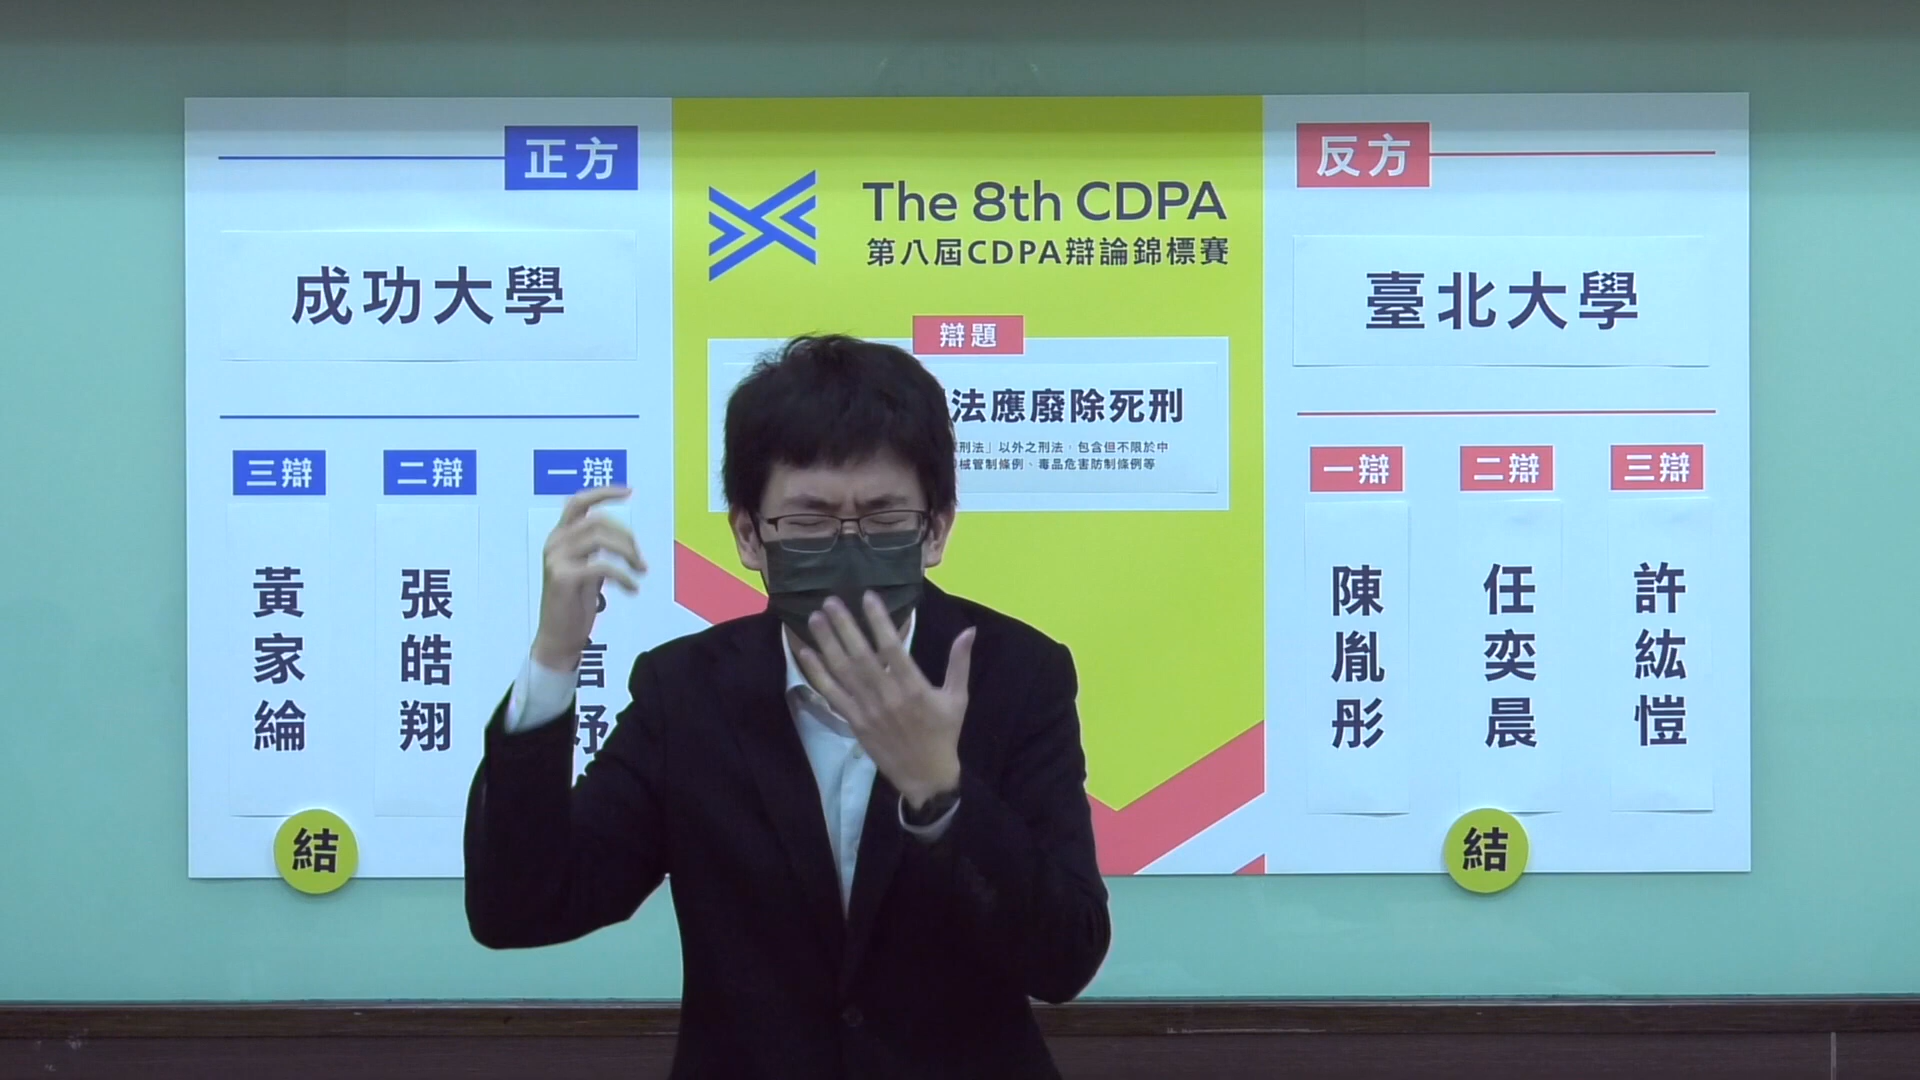 正方
成功大學
三辯
二辯
一辯
黃家綸
張皓翔
信妤
結
The 8th CDPA
第八屆CDPA辯論錦標賽
辯題
法應廢除死刑
刑法」以外之刑法，包含但不限於中
械管制條例、毒品危害防制條例等
反方
臺北大學
一辯
二辯
三辯
陳胤彤
任奕晨
許紘愷
結